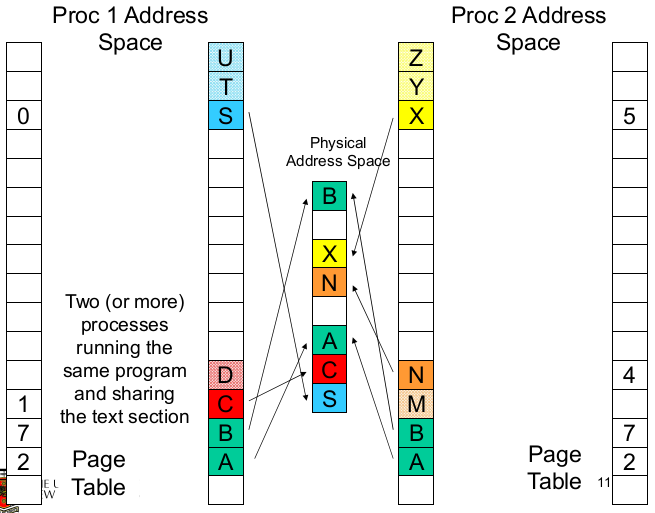 Proc 1 Address
Space
Proc 2 Address
Space
U
T
S
0
Z
Y
X
5
Physical
Address Space
B
X
N
A
C
S
Two (or more)
processes
running the
same program
and sharing
the text section
D
C
B
A
1
7
2
Page
Table
N
M
B
A
4
7
2
Page
Table
11